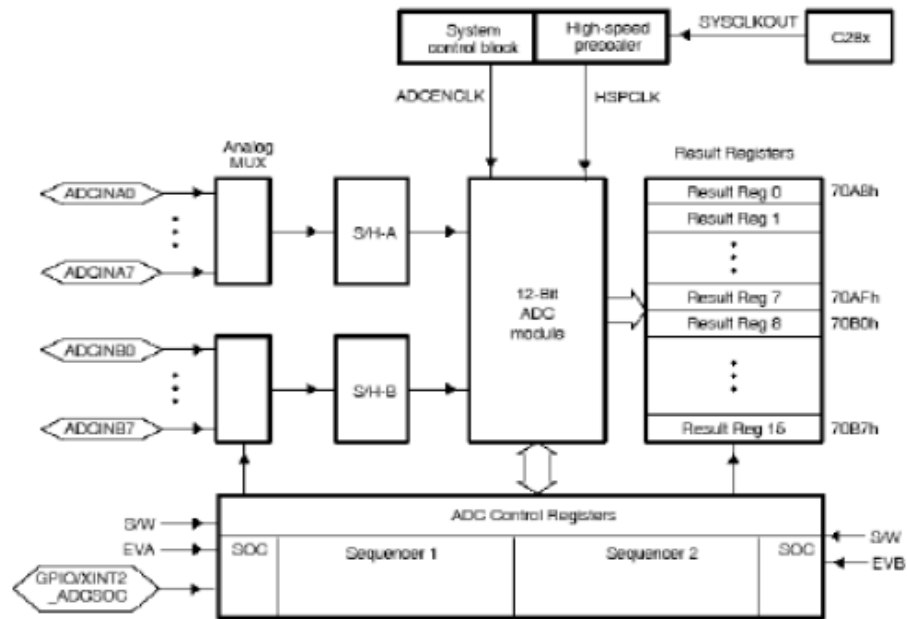 System
control block
High-speed
prescaler
SYSCLKOUT
C28x
ADCENCLK
HSPCLK
Analog
MUX
Result Registers
ADCINA0
ADCINA7
S/H-A
12-Bit
ADC
module
Result Reg 0
70A8h
Result Reg 1
Result Reg 7
70AFh
Result Reg 8
70B0h
ADCINB0
ADCINB7
S/H-B
Result Reg 15
70B7h
ADC Control Registers
S/W
EVA
GPIO/XINT2
_ADCSOC
SOC
Sequencer 1
Sequencer 2
SOC
S/W
EVB